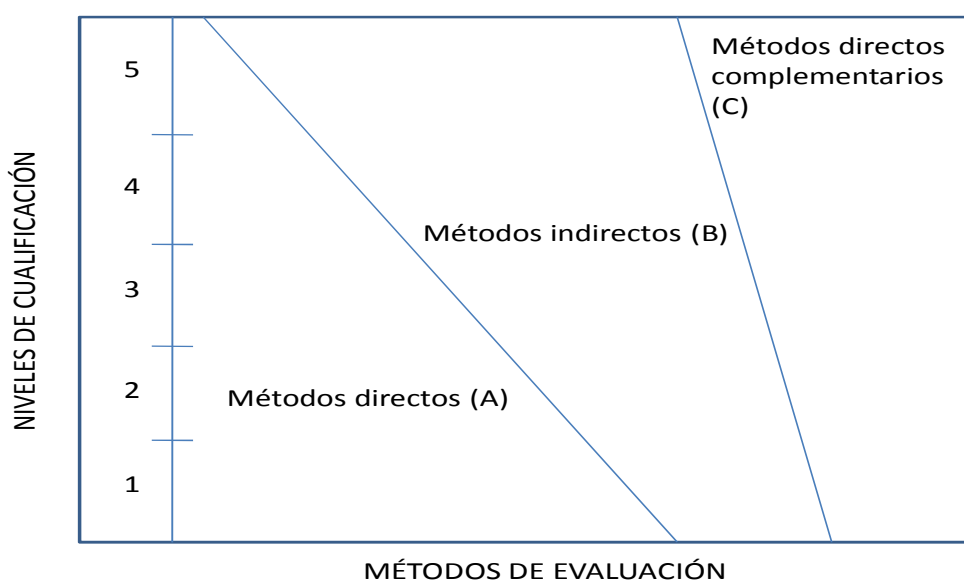 Métodos directos
complementarios
(C)
5
4
Métodos indirectos (B)
3
2
Métodos directos (A)
1
NIVELES DE CUALIFICACIÓN
MÉTODOS DE EVALUACIÓN